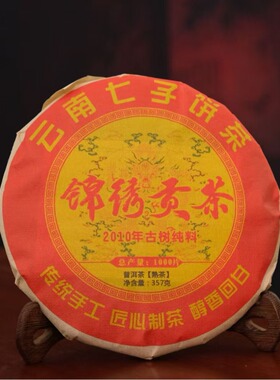 云南七子饼茶
锦绣贡茶
2010年古树纯料
总产量：1000片
普洱茶【熟茶】
净含量：357克
传统手工 匠心制茶 醇香回甘